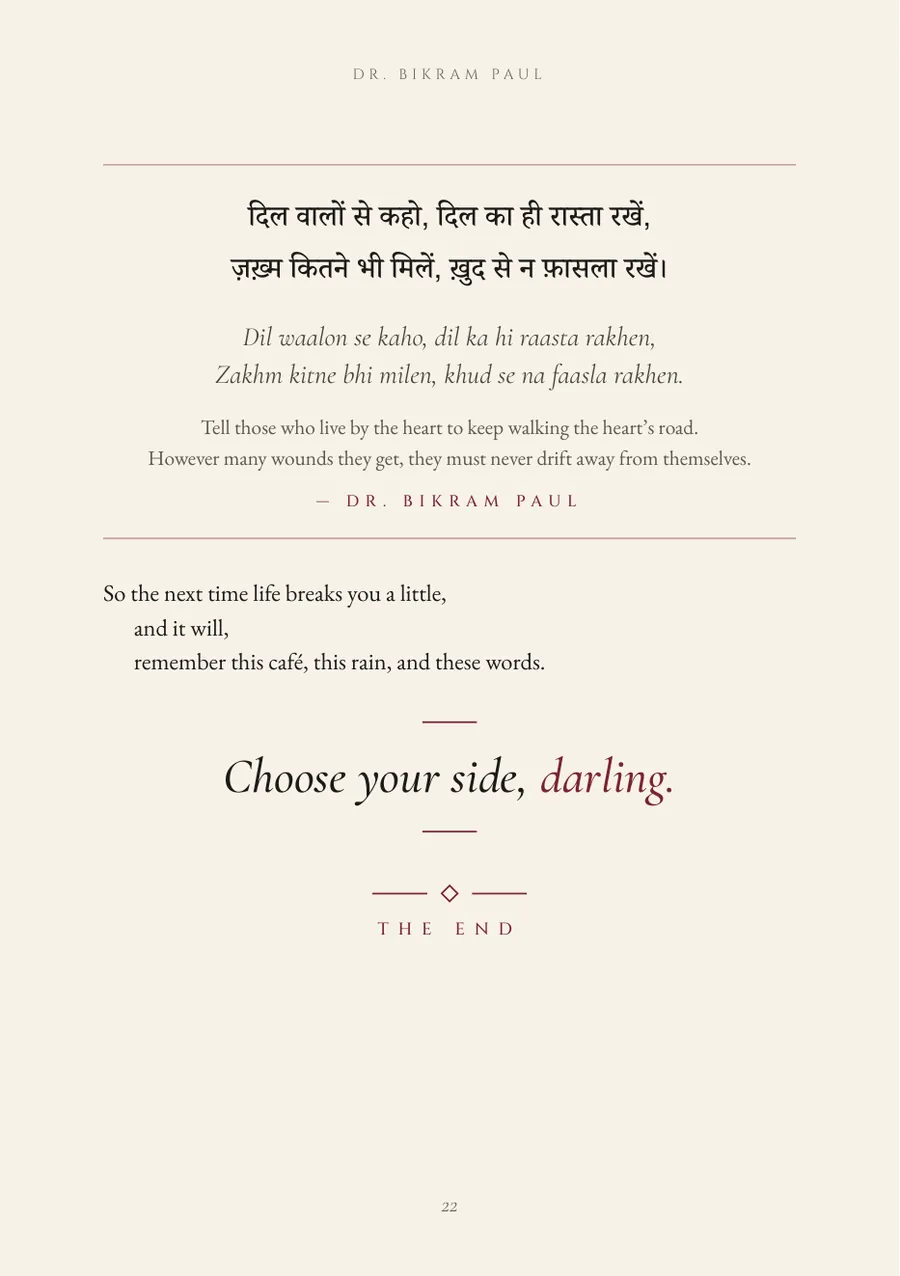 DR. BIKRAM PAUL
दिल वालों से कहो, दिल का ही रास्ता रखें,
ज़ख़्म कितने भी मिलें, ख़ुद से न फ़ासला रखें।
Dil waalon se kaho, dil ka hi raasta rakhen,
Zakhm kitne bhi milen, khud se na faasla rakhen.
Tell those who live by the heart to keep walking the heart’s road.
However many wounds they get, they must never drift away from themselves.
— DR. BIKRAM PAUL
So the next time life breaks you a little,
and it will,
remember this café, this rain, and these words.
Choose your side, darling.
THE END
22